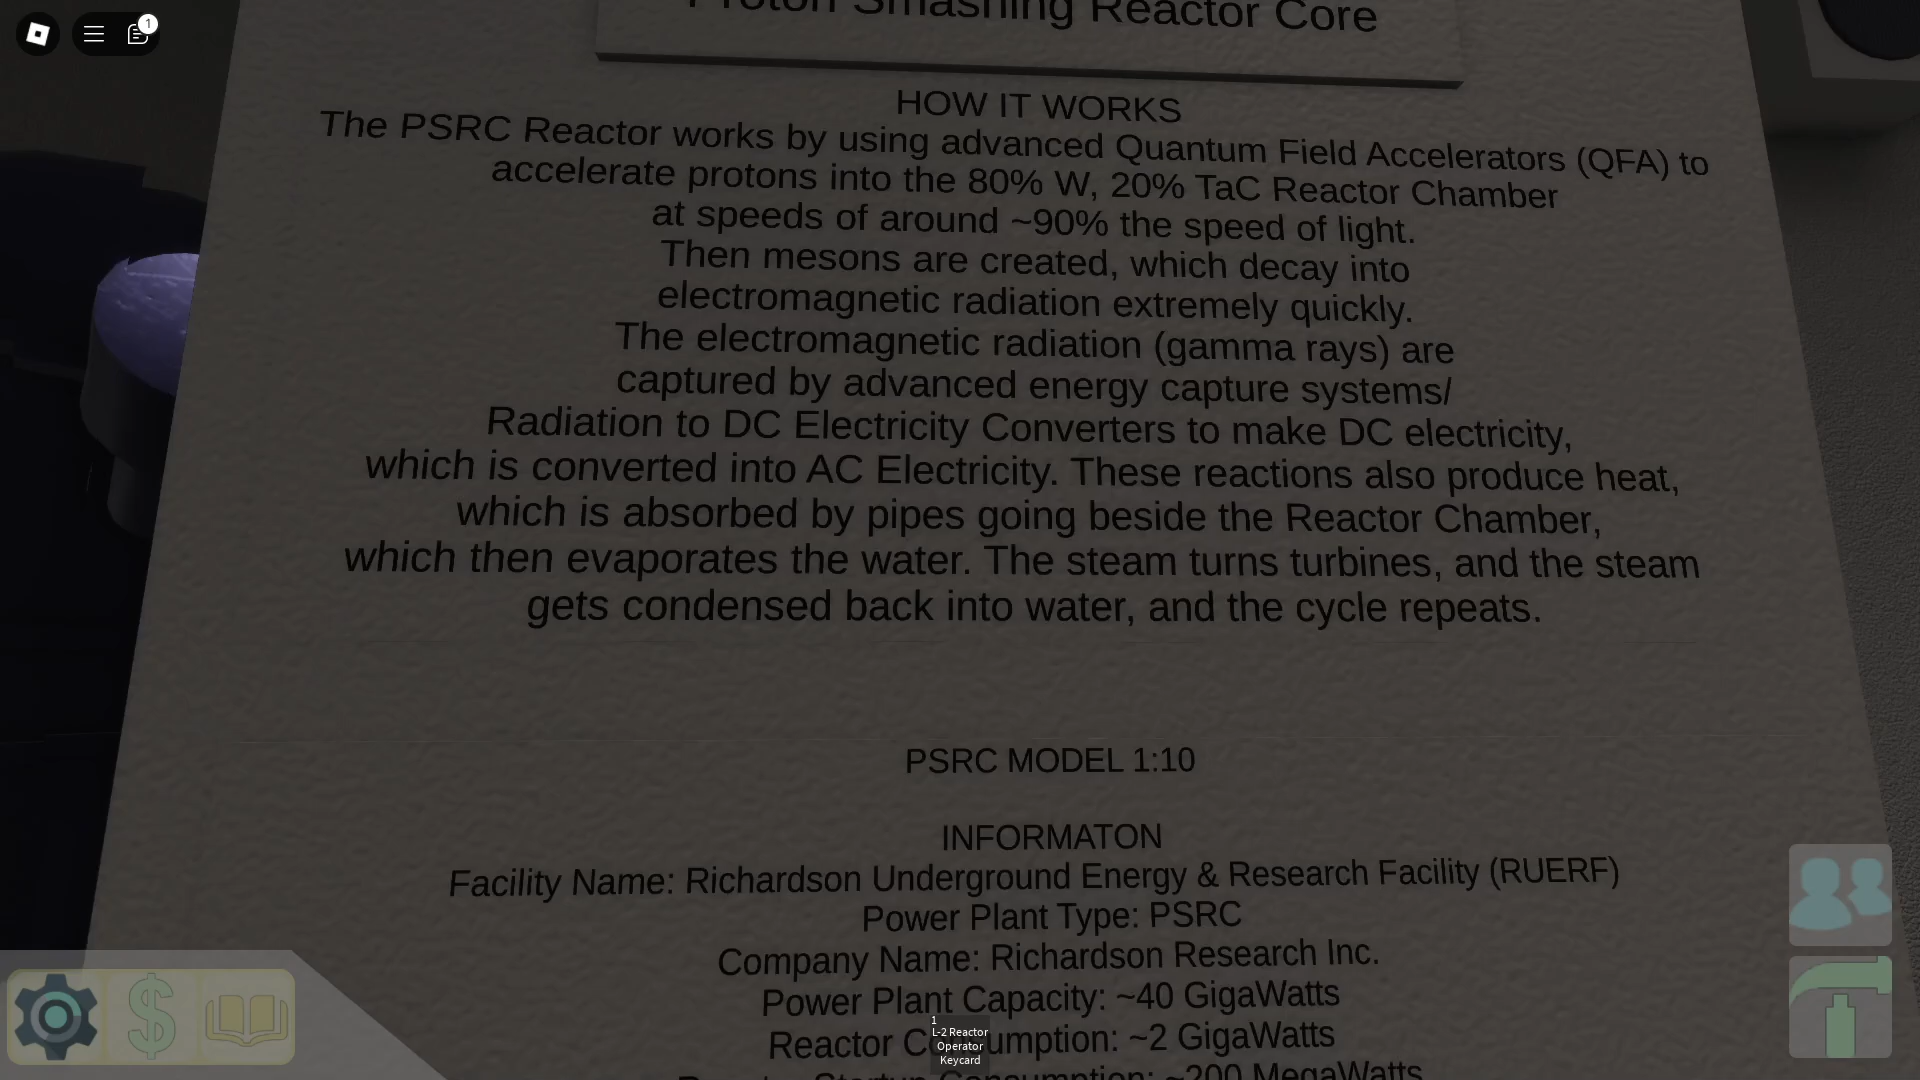 1
Proton Smashing Reactor Core
HOW IT WORKS
The PSRC Reactor works by using advanced Quantum Field Accelerators (QFA) to
accelerate protons into the 80% W, 20% TaC Reactor Chamber
at speeds of around ~90% the speed of light.
Then mesons are created, which decay into
electromagnetic radiation extremely quickly.
The electromagnetic radiation (gamma rays) are
captured by advanced energy capture systems/
Radiation to DC Electricity Converters to make DC electricity,
which is converted into AC Electricity. These reactions also produce heat,
which is absorbed by pipes going beside the Reactor Chamber,
which then evaporates the water. The steam turns turbines, and the steam
gets condensed back into water, and the cycle repeats.
PSRC MODEL 1:10
INFORMATON
Facility Name: Richardson Underground Energy & Research Facility (RUERF)
Power Plant Type: PSRC
Company Name: Richardson Research Inc.
Power Plant Capacity: ~40 GigaWatts
Reactor Consumption: ~2 GigaWatts
Reactor Startup Consumption: ~200 MegaWatts
1
L-2 Reactor
Operator
Keycard